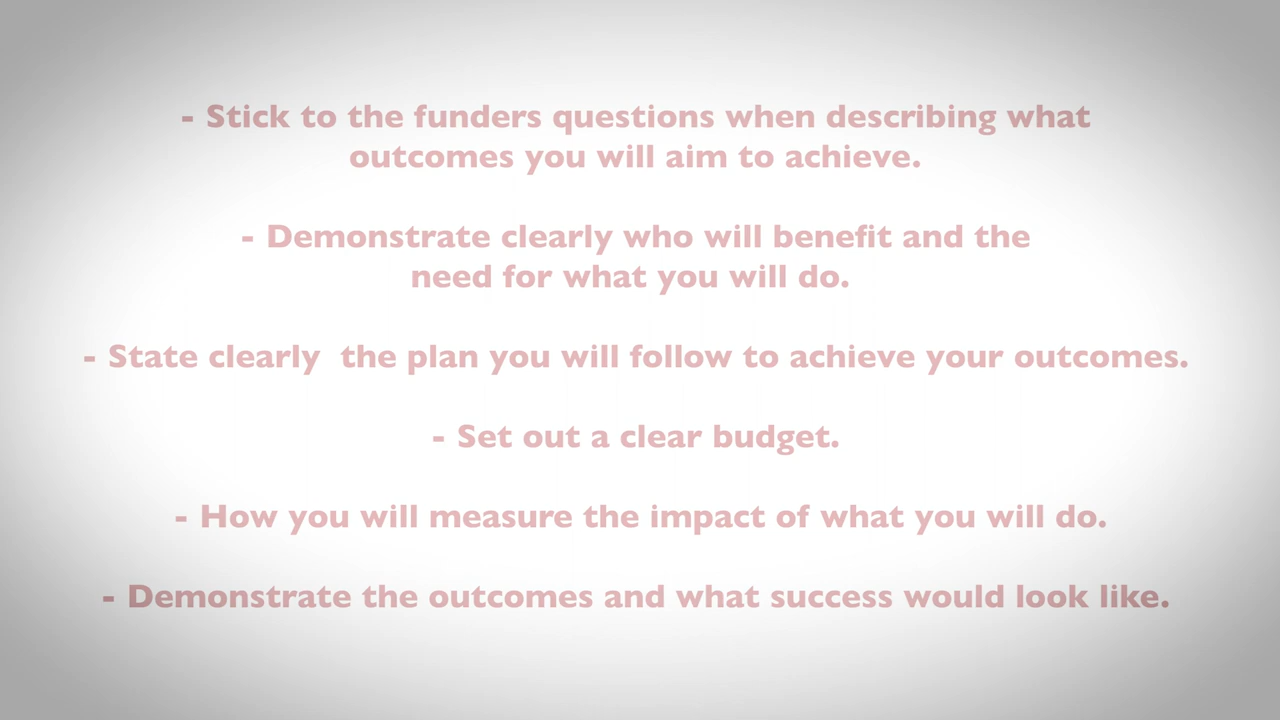 - Stick to the funders questions when describing what
outcomes you will aim to achieve.
- Demonstrate clearly who will benefit and the
need for what you will do.
- State clearly  the plan you will follow to achieve your outcomes.
- Set out a clear budget.
- How you will measure the impact of what you will do.
- Demonstrate the outcomes and what success would look like.